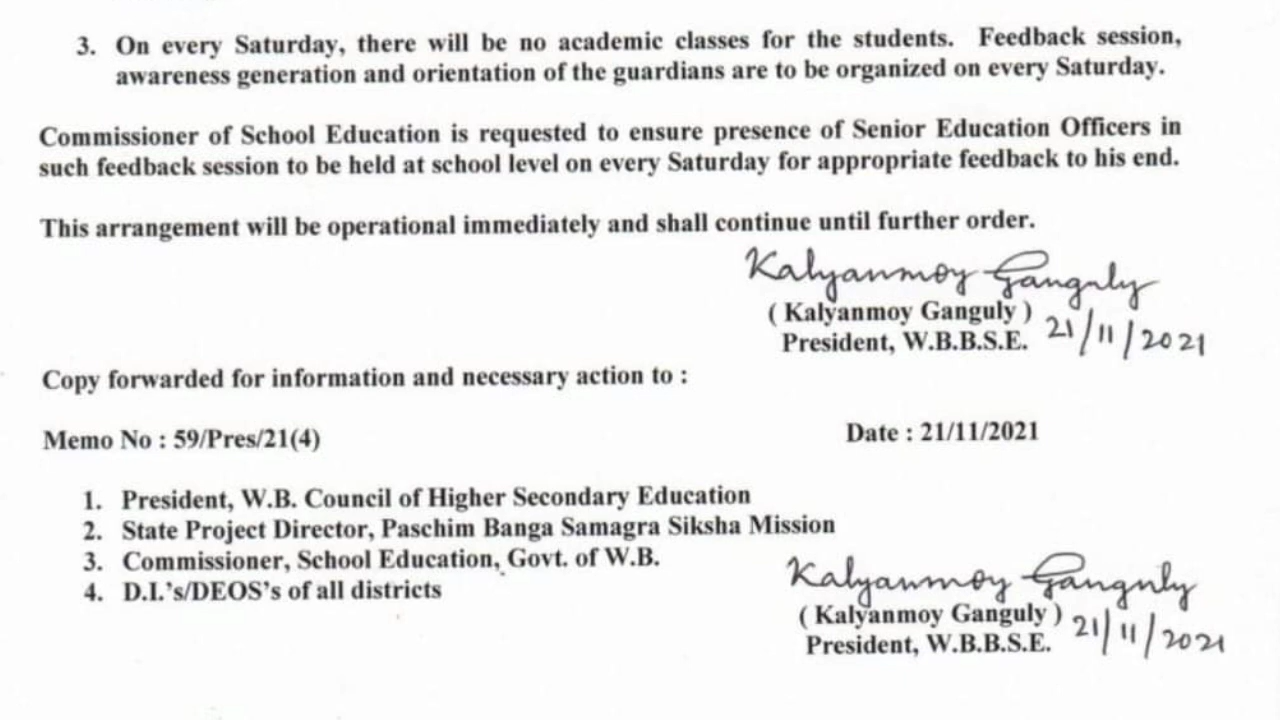 3. On every Saturday, there will be no academic classes for the students. Feedback session,
awareness generation and orientation of the guardians are to be organized on every Saturday.
Commissioner of School Education is requested to ensure presence of Senior Education Officers in
such feedback session to be held at school level on every Saturday for appropriate feedback to his end.
This arrangement will be operational immediately and shall continue until further order.
Kalyanmoy Ganguly
( Kalyanmoy Ganguly )
President, W.B.B.S.E. 21/11/2021
Copy forwarded for information and necessary action to :
Memo No : 59/Pres/21(4) Date : 21/11/2021
1. President, W.B. Council of Higher Secondary Education
2. State Project Director, Paschim Banga Samagra Siksha Mission
3. Commissioner, School Education, Govt. of W.B.
4. D.I.'s/DEOS's of all districts
Kalyanmoy Ganguly
( Kalyanmoy Ganguly )
President, W.B.B.S.E. 21/11/2021